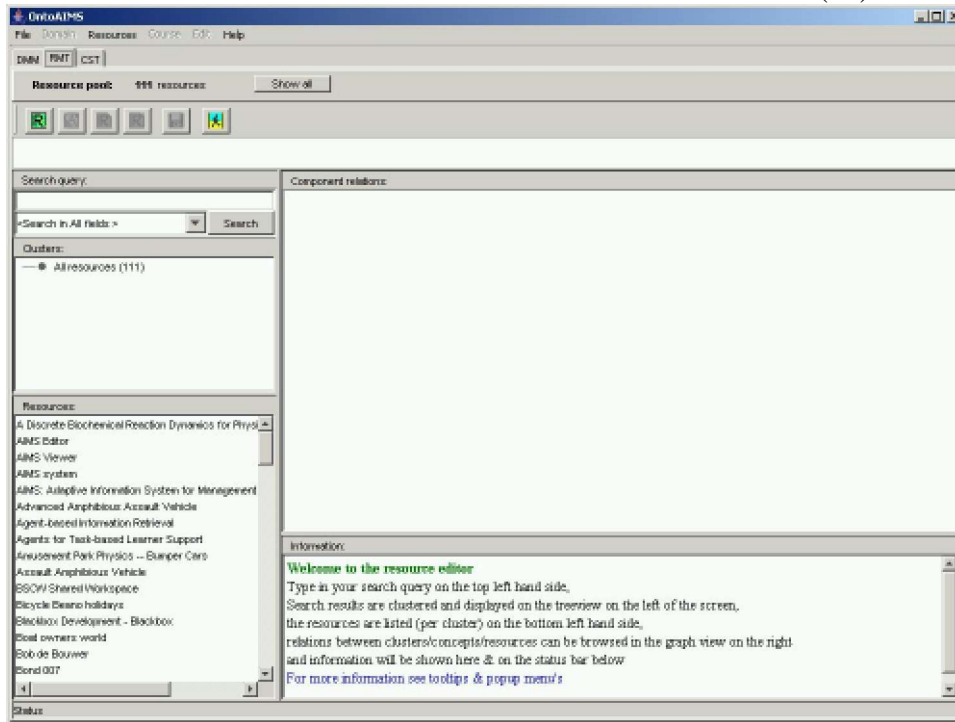 OntoAIMS
File Domain Resources Course Edit Help
DMM RMT CST
Resource pool: 111 resources Show all
Search query:
<Search in All fields > Search
Clusters:
All resources (111)
Resources:
A Discrete Biochemical Reaction Dynamics for Physi
AIMS Editor
AIMS Viewer
AIMS system
AIMS: Adaptive Information System for Management
Advanced Amphibious Assault Vehicle
Agent-based Information Retrieval
Agents for Task-based Learner Support
Amusement Park Physics -- Bumper Cars
Assault Amphibious Vehicle
BSCW Shared Workspace
Bicycle Beano holidays
Blackbox Development - Blackbox
Boat owners world
Bob de Bouwer
Bond 007
Component relations:
Information:
Welcome to the resource editor
Type in your search query on the top left hand side,
Search results are clustered and displayed on the treeview on the left of the screen,
the resources are listed (per cluster) on the bottom left hand side,
relations between clusters/concepts/resources can be browsed in the graph view on the right
and information will be shown here & on the status bar below
For more information see tooltips & popup menu's
Status: